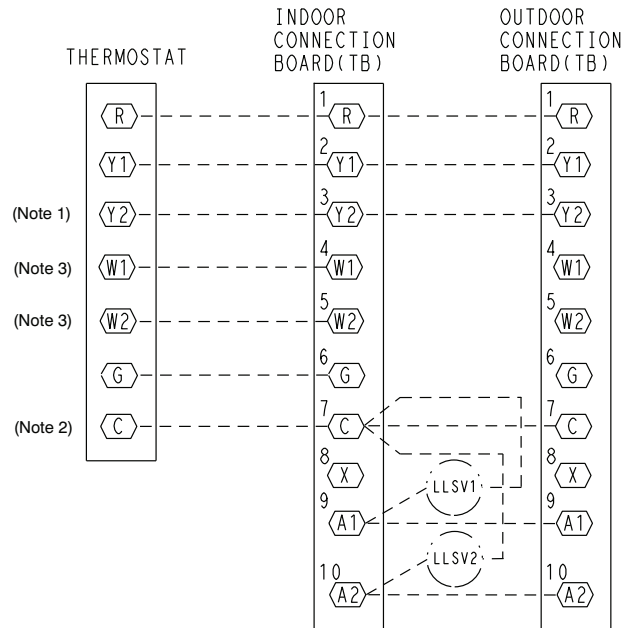 INDOOR
CONNECTION
BOARD(TB)
OUTDOOR
CONNECTION
BOARD(TB)
THERMOSTAT
R 1 R 1 R
Y1 2 Y1 2 Y1
(Note 1) Y2 3 Y2 3 Y2
(Note 3) W1 4 W1 4 W1
(Note 3) W2 5 W2 5 W2
G 6 G 6 G
(Note 2) C 7 C 7 C
8 X 8 X
LLSV1
9 A1 9 A1
LLSV2
10 A2 10 A2